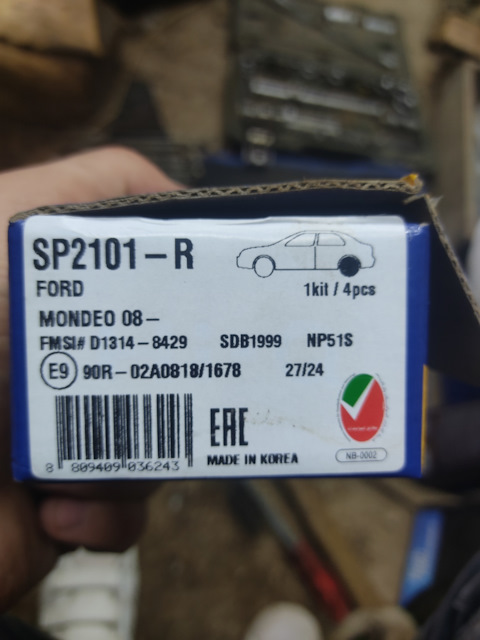 SP2101-R
FORD
1kit / 4pcs
MONDEO 08-
FMSI# D1314-8429 SDB1999 NP51S
E9 90R-02A0818/1678 27/24
EAC
8 809409 036243
MADE IN KOREA
NB-0002